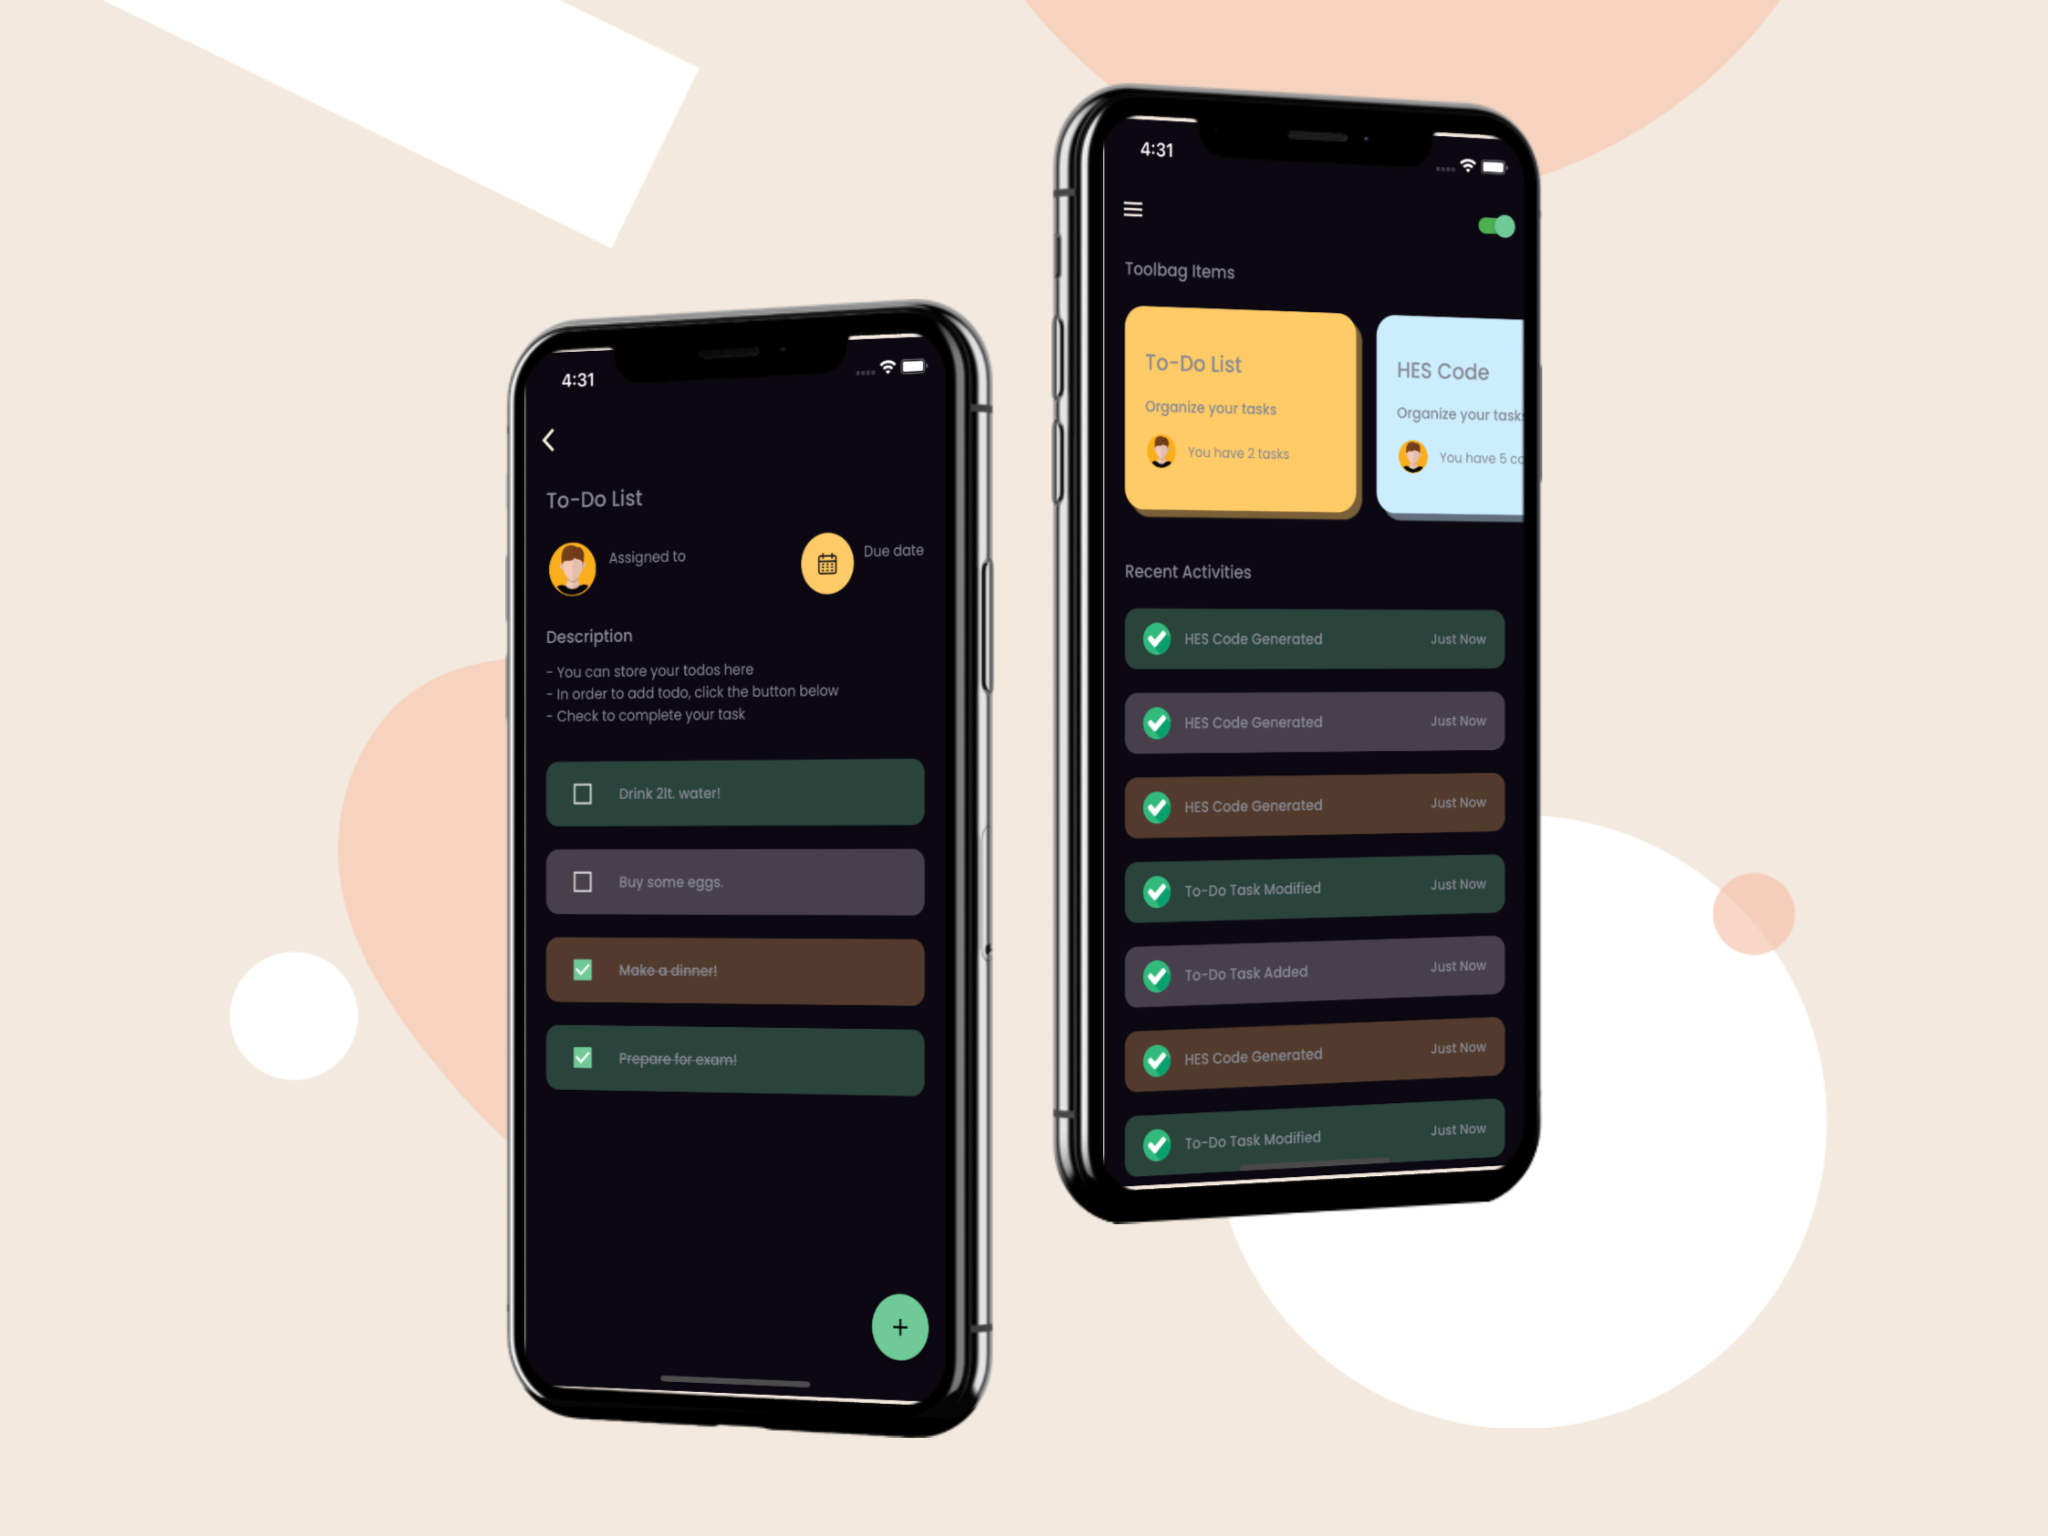 4:31
To-Do List
Assigned to
Due date
Description
- You can store your todos here
- In order to add todo, click the button below
- Check to complete your task
Drink 2lt. water!
Buy some eggs.
Make a dinner!
Prepare for exam!
+
4:31
Toolbag Items
To-Do List
Organize your tasks
You have 2 tasks
HES Code
Organize your task
You have 5 co
Recent Activities
HES Code Generated Just Now
HES Code Generated Just Now
HES Code Generated Just Now
To-Do Task Modified Just Now
To-Do Task Added Just Now
HES Code Generated Just Now
To-Do Task Modified Just Now